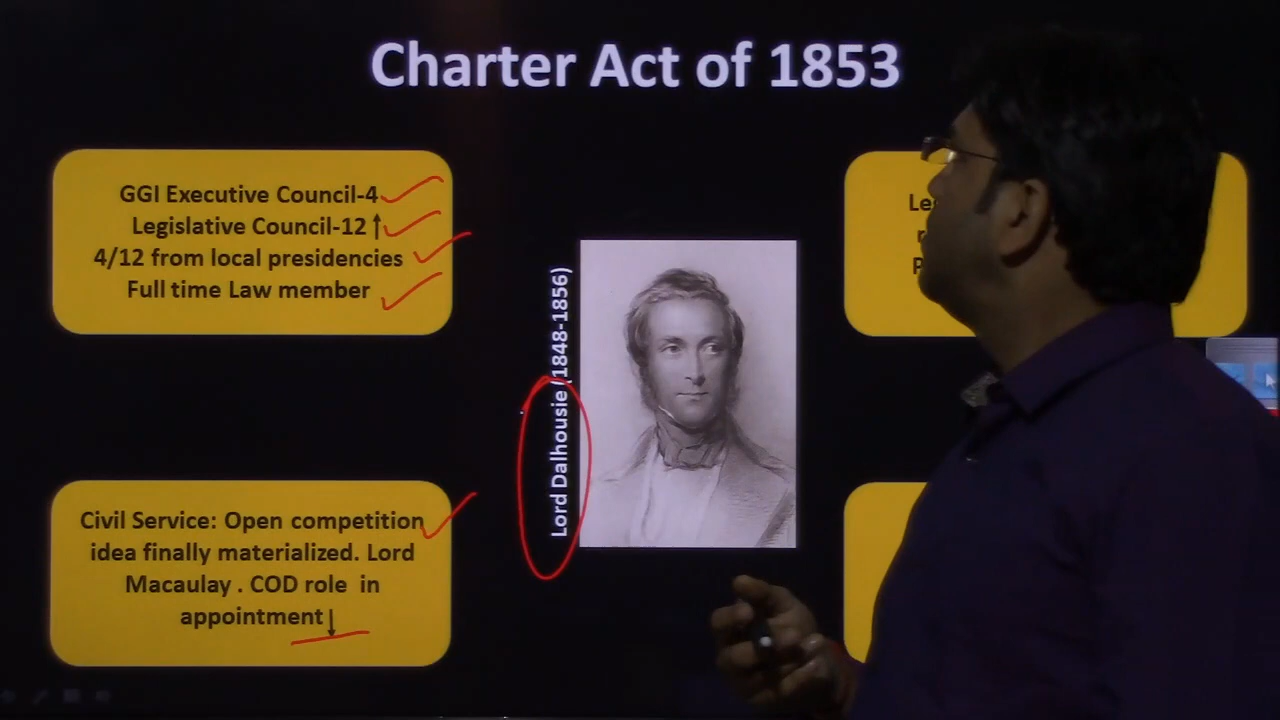 Charter Act of 1853
GGI Executive Council-4
Legislative Council-12
4/12 from local presidencies
Full time Law member
Lord Dalhousie (1848-1856)
Civil Service: Open competition
idea finally materialized. Lord
Macaulay . COD role in
appointment